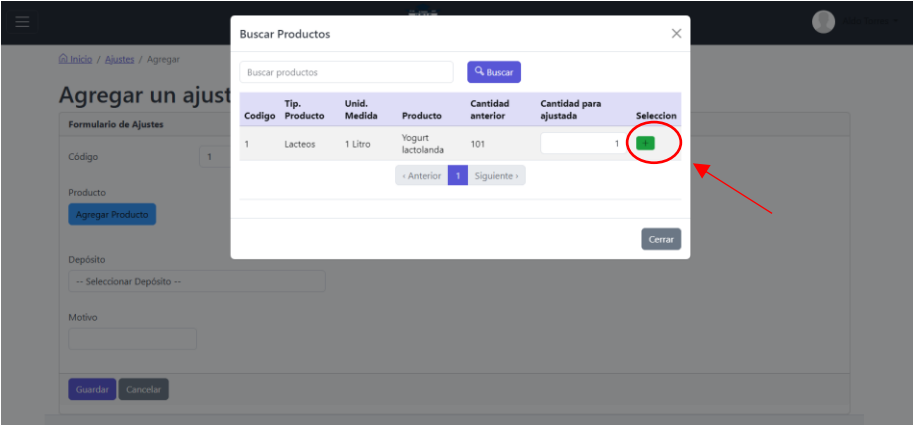 Buscar Productos
Inicio / Ajustes / Agregar
Buscar productos
Buscar
Agregar un ajust
Codigo Tip. Producto Unid. Medida Producto Cantidad anterior Cantidad para ajustada Seleccion
Formulario de Ajustes
1 Lacteos 1 Litro Yogurt lactolanda 101 1 +
Código 1
‹ Anterior 1 Siguiente ›
Producto
Agregar Producto
Cerrar
Depósito
-- Seleccionar Depósito --
Motivo
Guardar Cancelar